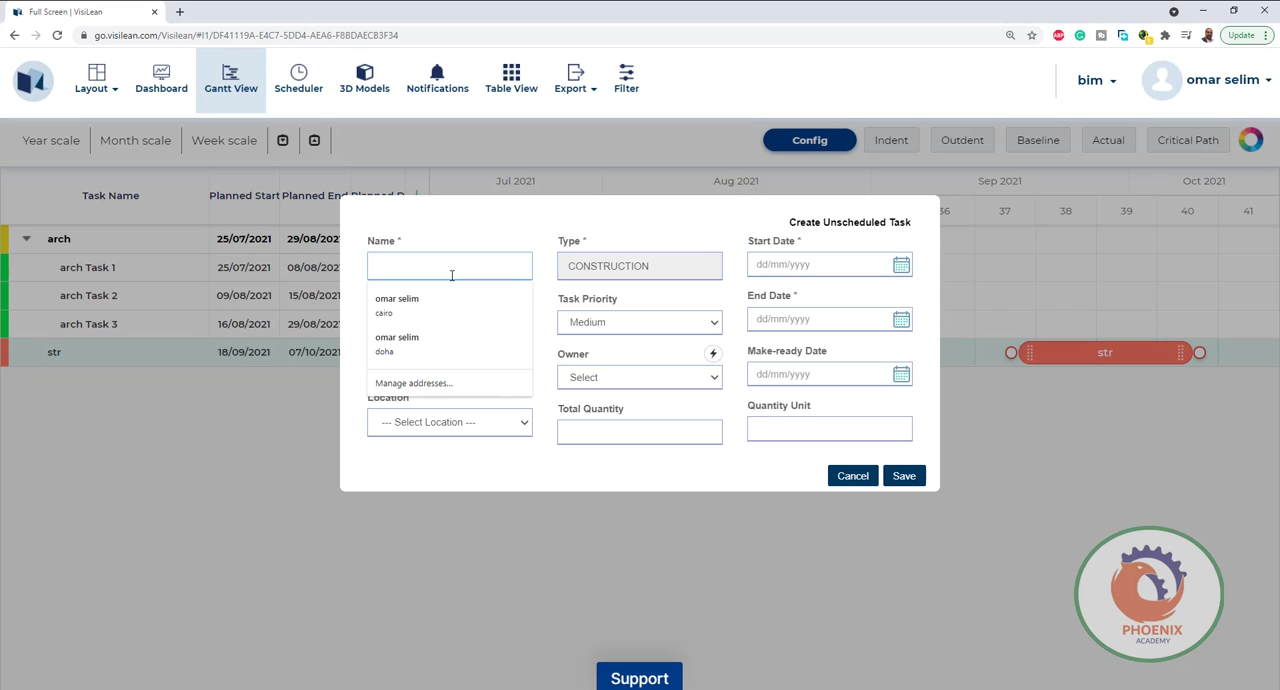 Full Screen | VisiLean
go.visilean.com/Visilean/#I1/DF41119A-E4C7-5DD4-AEA6-F8BDAECB3F34
ABP
Update
Layout
Dashboard
Gantt View
Scheduler
3D Models
Notifications
Table View
Export
Filter
bim
omar selim
Year scale
Month scale
Week scale
Config
Indent
Outdent
Baseline
Actual
Critical Path
Task Name
Planned Start
Planned End
Jul 2021
Aug 2021
Sep 2021
Oct 2021
36 37 38 39 40 41
arch 25/07/2021 29/08/202
arch Task 1 25/07/2021 08/08/202
arch Task 2 09/08/2021 15/08/202
arch Task 3 16/08/2021 29/08/202
str 18/09/2021 07/10/202
str
Create Unscheduled Task
Name *
Type *
Start Date *
CONSTRUCTION
dd/mm/yyyy
omar selim
cairo
omar selim
doha
Manage addresses...
Task Priority
Medium
End Date *
dd/mm/yyyy
Owner
Select
Make-ready Date
dd/mm/yyyy
Location
--- Select Location ---
Total Quantity
Quantity Unit
Cancel
Save
PHOENIX
ACADEMY
Support